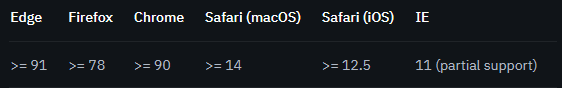 Edge Firefox Chrome Safari (macOS) Safari (iOS) IE
>= 91 >= 78 >= 90 >= 14 >= 12.5 11 (partial support)